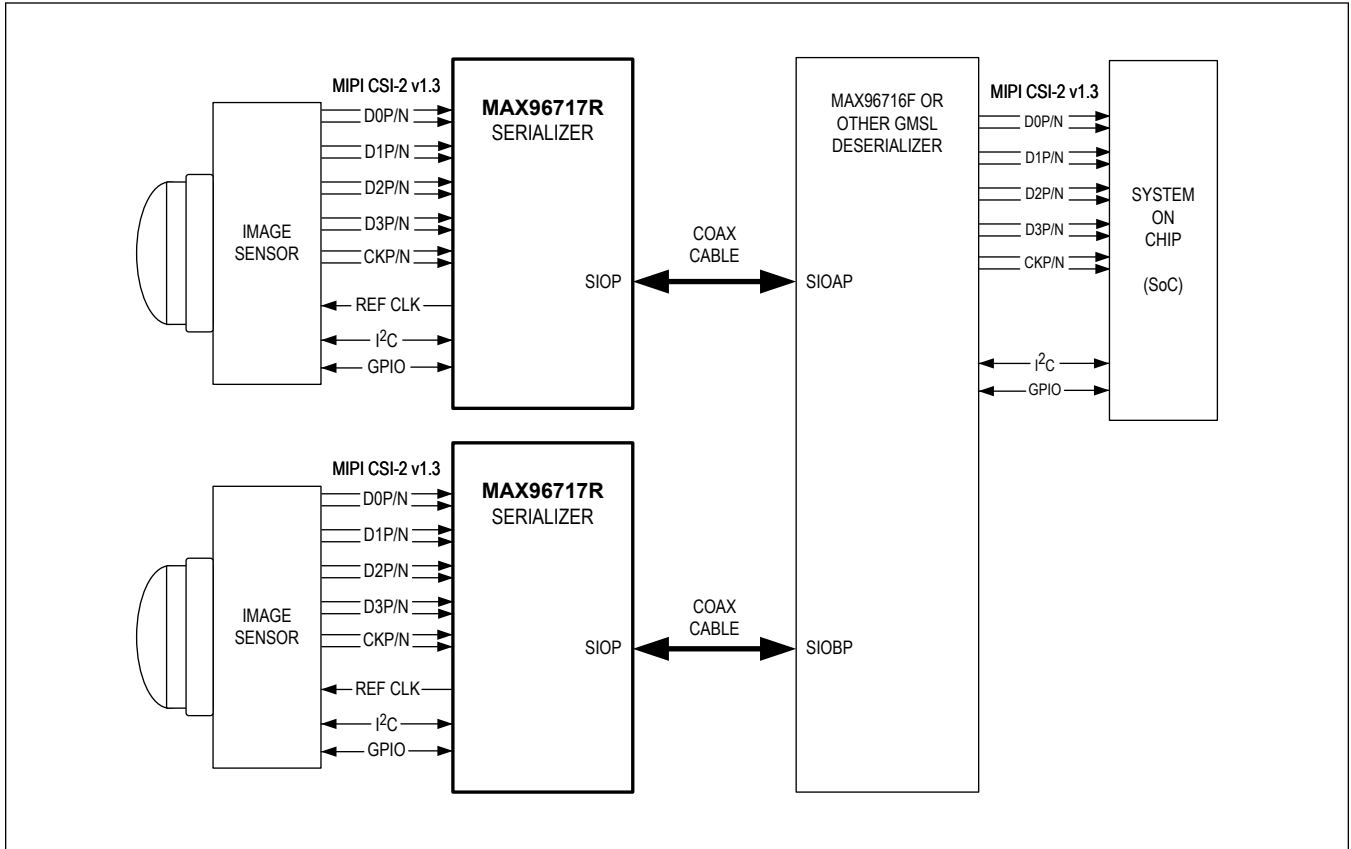 MIPI CSI-2 v1.3
D0P/N
D1P/N
D2P/N
D3P/N
CKP/N
REF CLK
I2C
GPIO
IMAGE
SENSOR
MAX96717R
SERIALIZER
SIOP
COAX
CABLE
MAX96716F OR
OTHER GMSL
DESERIALIZER
SIOAP
MIPI CSI-2 v1.3
D0P/N
D1P/N
D2P/N
D3P/N
CKP/N
I2C
GPIO
SYSTEM
ON
CHIP
(SoC)
MIPI CSI-2 v1.3
D0P/N
D1P/N
D2P/N
D3P/N
CKP/N
REF CLK
I2C
GPIO
IMAGE
SENSOR
MAX96717R
SERIALIZER
SIOP
COAX
CABLE
SIOBP